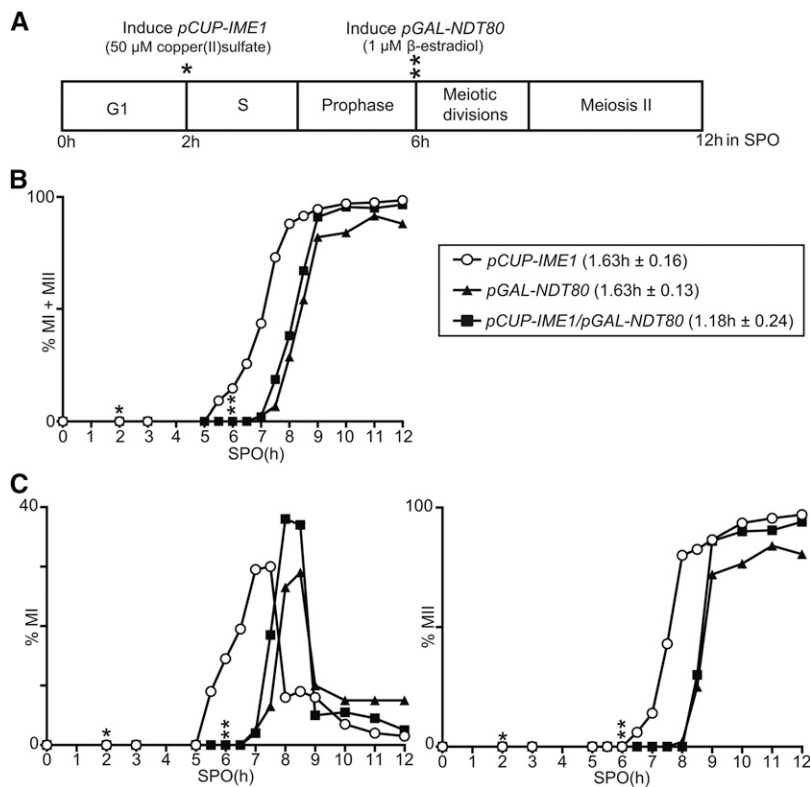 A
Induce pCUP-IME1 Induce pGAL-NDT80
(50 µM copper(II)sulfate) (1 µM β-estradiol)
* **
G1 S Prophase Meiotic divisions Meiosis II
0h 2h 6h 12h in SPO
B
100
% MI + MII
0
* **
0 1 2 3 4 5 6 7 8 9 10 11 12
SPO(h)
pCUP-IME1 (1.63h ± 0.16)
pGAL-NDT80 (1.63h ± 0.13)
pCUP-IME1/pGAL-NDT80 (1.18h ± 0.24)
C
40
% MI
0
* **
0 1 2 3 4 5 6 7 8 9 10 11 12
SPO(h)
100
% MII
0
* **
0 1 2 3 4 5 6 7 8 9 10 11 12
SPO(h)